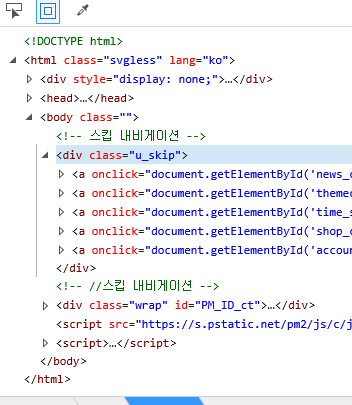 <!DOCTYPE html>
<html class="svgless" lang="ko">
<div style="display: none;">…</div>
<head>…</head>
<body class="">
<!-- 스킵 내비게이션 -->
<div class="u_skip">
<a onclick="document.getElementById('news_c
<a onclick="document.getElementById('themec
<a onclick="document.getElementById('time_s
<a onclick="document.getElementById('shop_c
<a onclick="document.getElementById('accour
</div>
<!-- //스킵 내비게이션 -->
<div class="wrap" id="PM_ID_ct">…</div>
<script src="https://s.pstatic.net/pm2/js/c/j
<script>…</script>
</body>
</html>